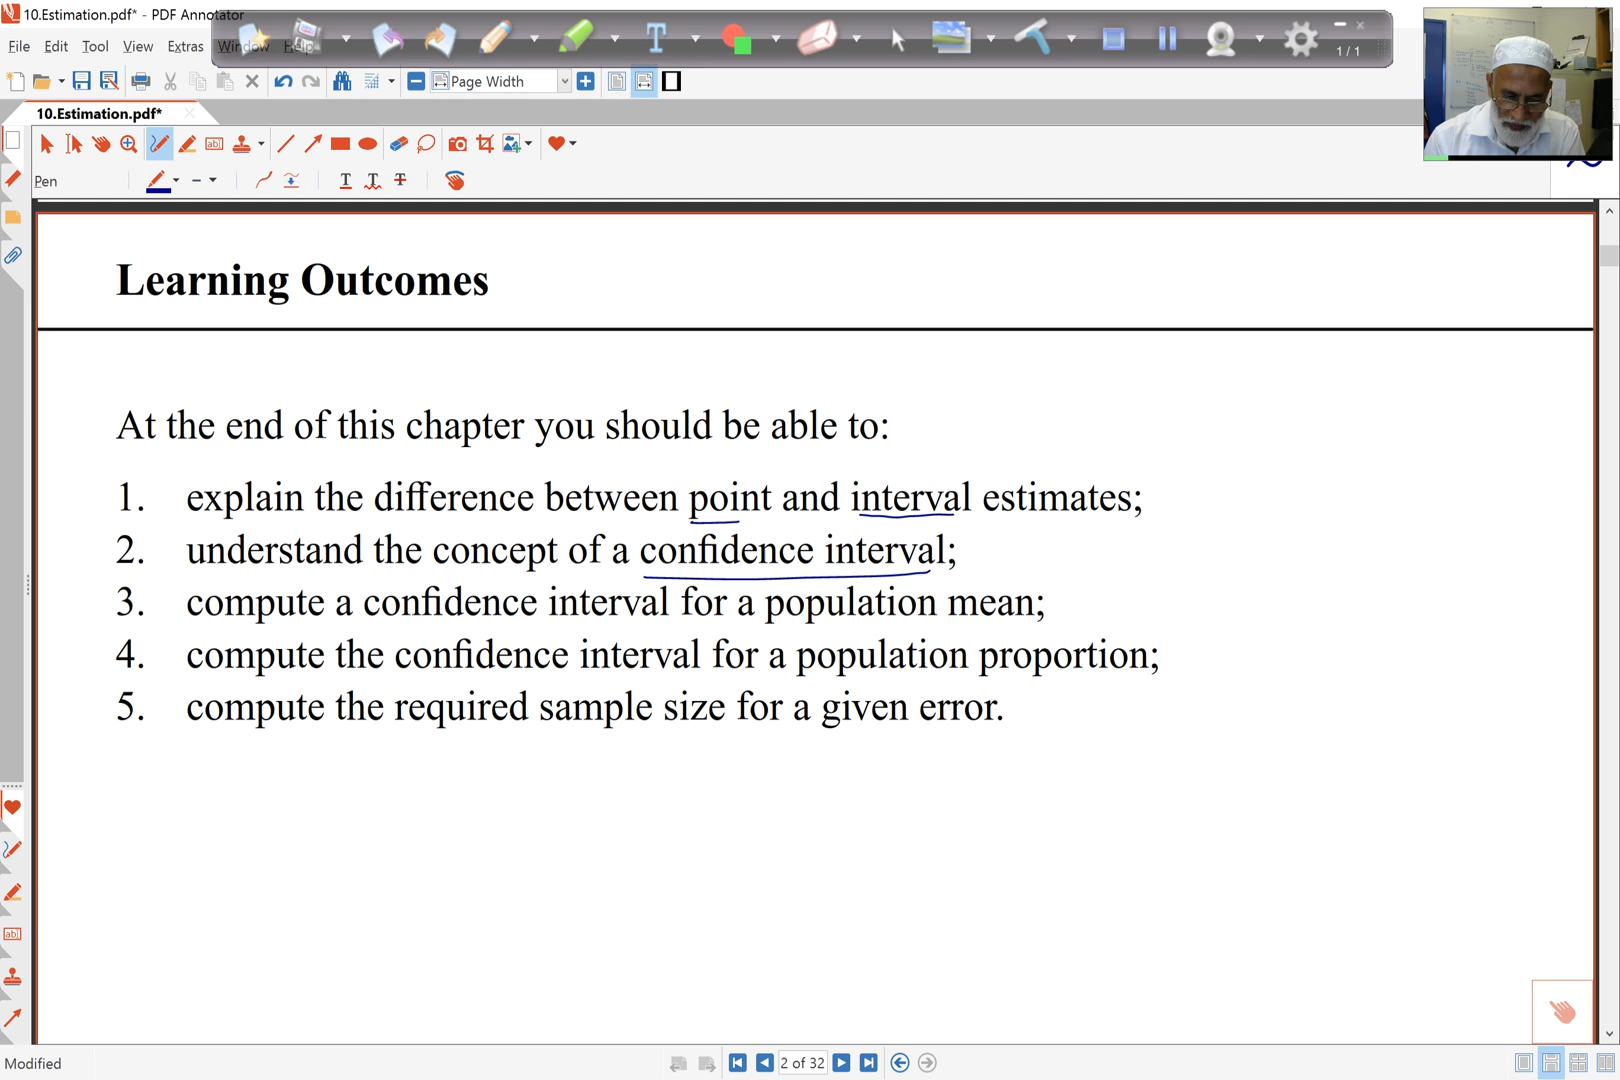 10.Estimation.pdf* - PDF Annotator
File Edit Tool View Extras Window Help
T
1 / 1
Page Width
10.Estimation.pdf*
Pen
T T T
Learning Outcomes
At the end of this chapter you should be able to:
1. explain the difference between point and interval estimates;
2. understand the concept of a confidence interval;
3. compute a confidence interval for a population mean;
4. compute the confidence interval for a population proportion;
5. compute the required sample size for a given error.
Modified
2 of 32